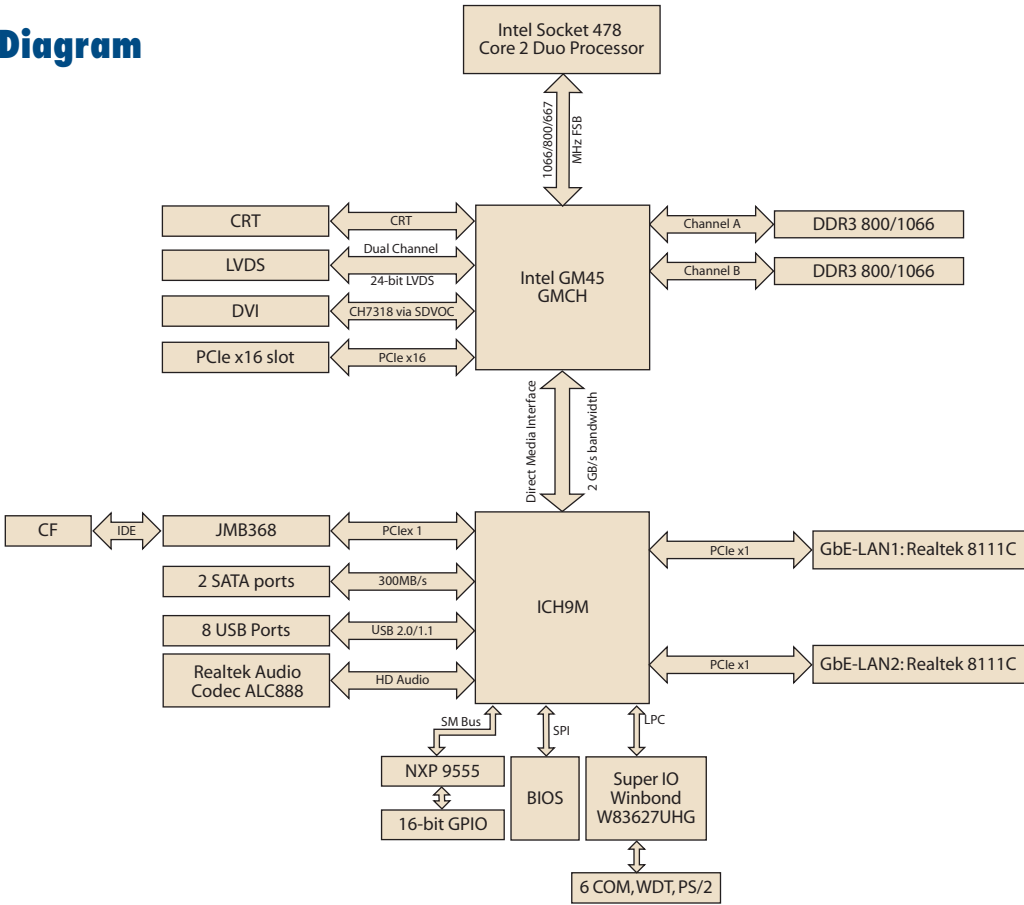 Diagram
Intel Socket 478
Core 2 Duo Processor
1066/800/667
MHz FSB
CRT
CRT
Channel A
DDR3 800/1066
LVDS
Dual Channel
24-bit LVDS
Intel GM45
GMCH
Channel B
DDR3 800/1066
DVI
CH7318 via SDVOC
PCIe x16 slot
PCIe x16
Direct Media Interface
2 GB/s bandwidth
CF
IDE
JMB368
PCIex 1
PCIe x1
GbE-LAN1: Realtek 8111C
2 SATA ports
300MB/s
ICH9M
8 USB Ports
USB 2.0/1.1
Realtek Audio
Codec ALC888
HD Audio
PCIe x1
GbE-LAN2: Realtek 8111C
SM Bus
SPI
LPC
NXP 9555
16-bit GPIO
BIOS
Super IO
Winbond
W83627UHG
6 COM, WDT, PS/2